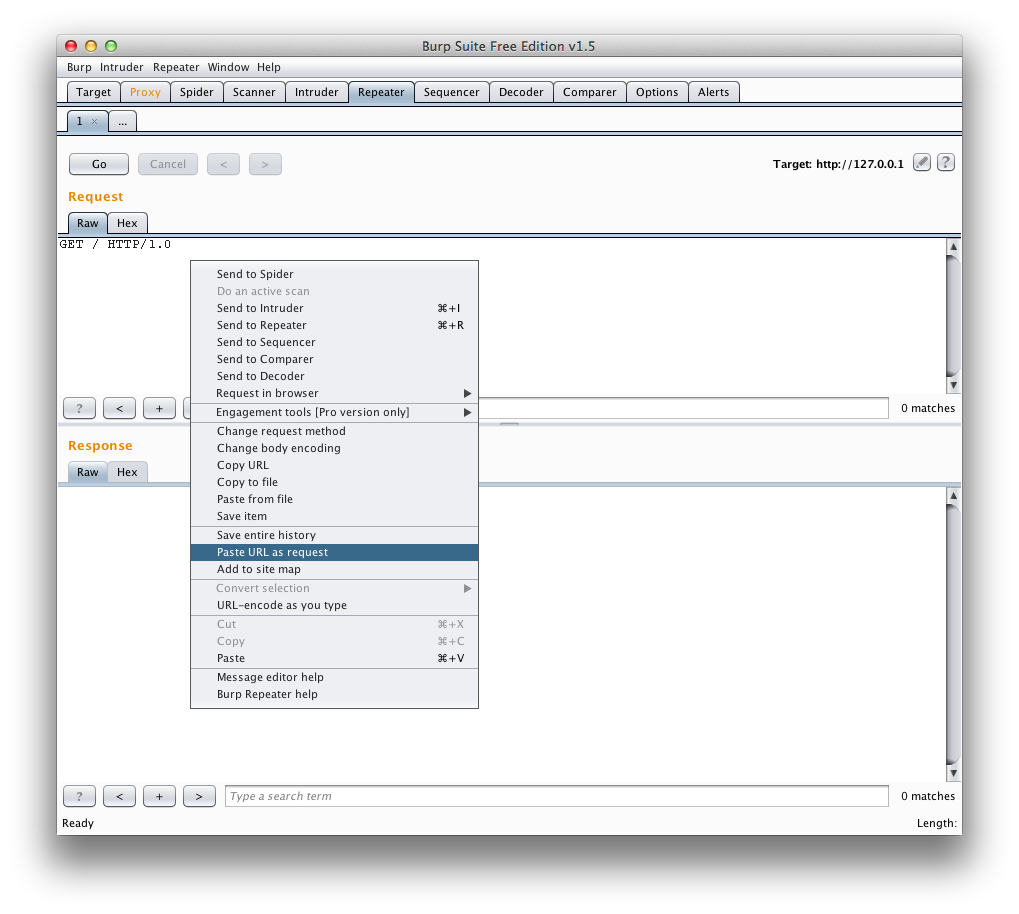 Burp Suite Free Edition v1.5
Burp Intruder Repeater Window Help
Target Proxy Spider Scanner Intruder Repeater Sequencer Decoder Comparer Options Alerts
1 × ...
Go Cancel < > Target: http://127.0.0.1 ?
Request
Raw Hex
GET / HTTP/1.0
Send to Spider
Do an active scan
Send to Intruder ⌘+I
Send to Repeater ⌘+R
Send to Sequencer
Send to Comparer
Send to Decoder
Request in browser
? < + 0 matches
Engagement tools [Pro version only]
Change request method
Change body encoding
Copy URL
Copy to file
Paste from file
Save item
Save entire history
Paste URL as request
Add to site map
Convert selection
URL-encode as you type
Cut ⌘+X
Copy ⌘+C
Paste ⌘+V
Message editor help
Burp Repeater help
Response
Raw Hex
? < + > Type a search term 0 matches
Ready Length: